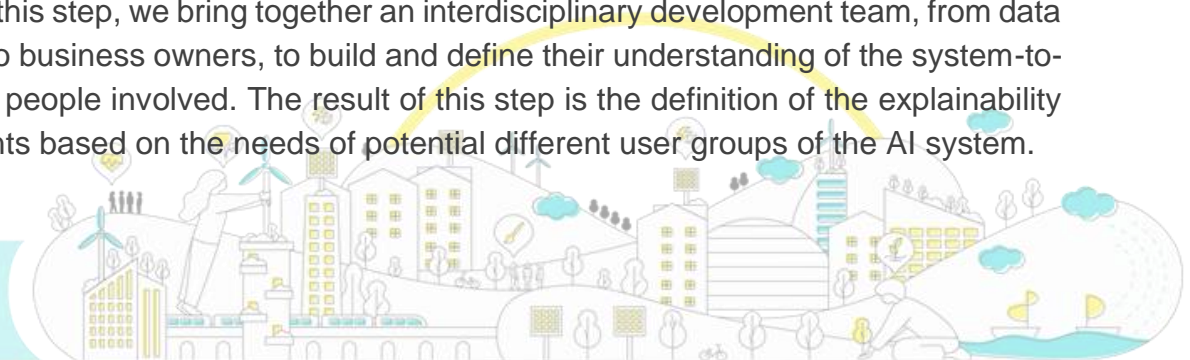 this step, we bring together an interdisciplinary development team, from data
o business owners, to build and define their understanding of the system-to-
people involved. The result of this step is the definition of the explainability
nts based on the needs of potential different user groups of the AI system.